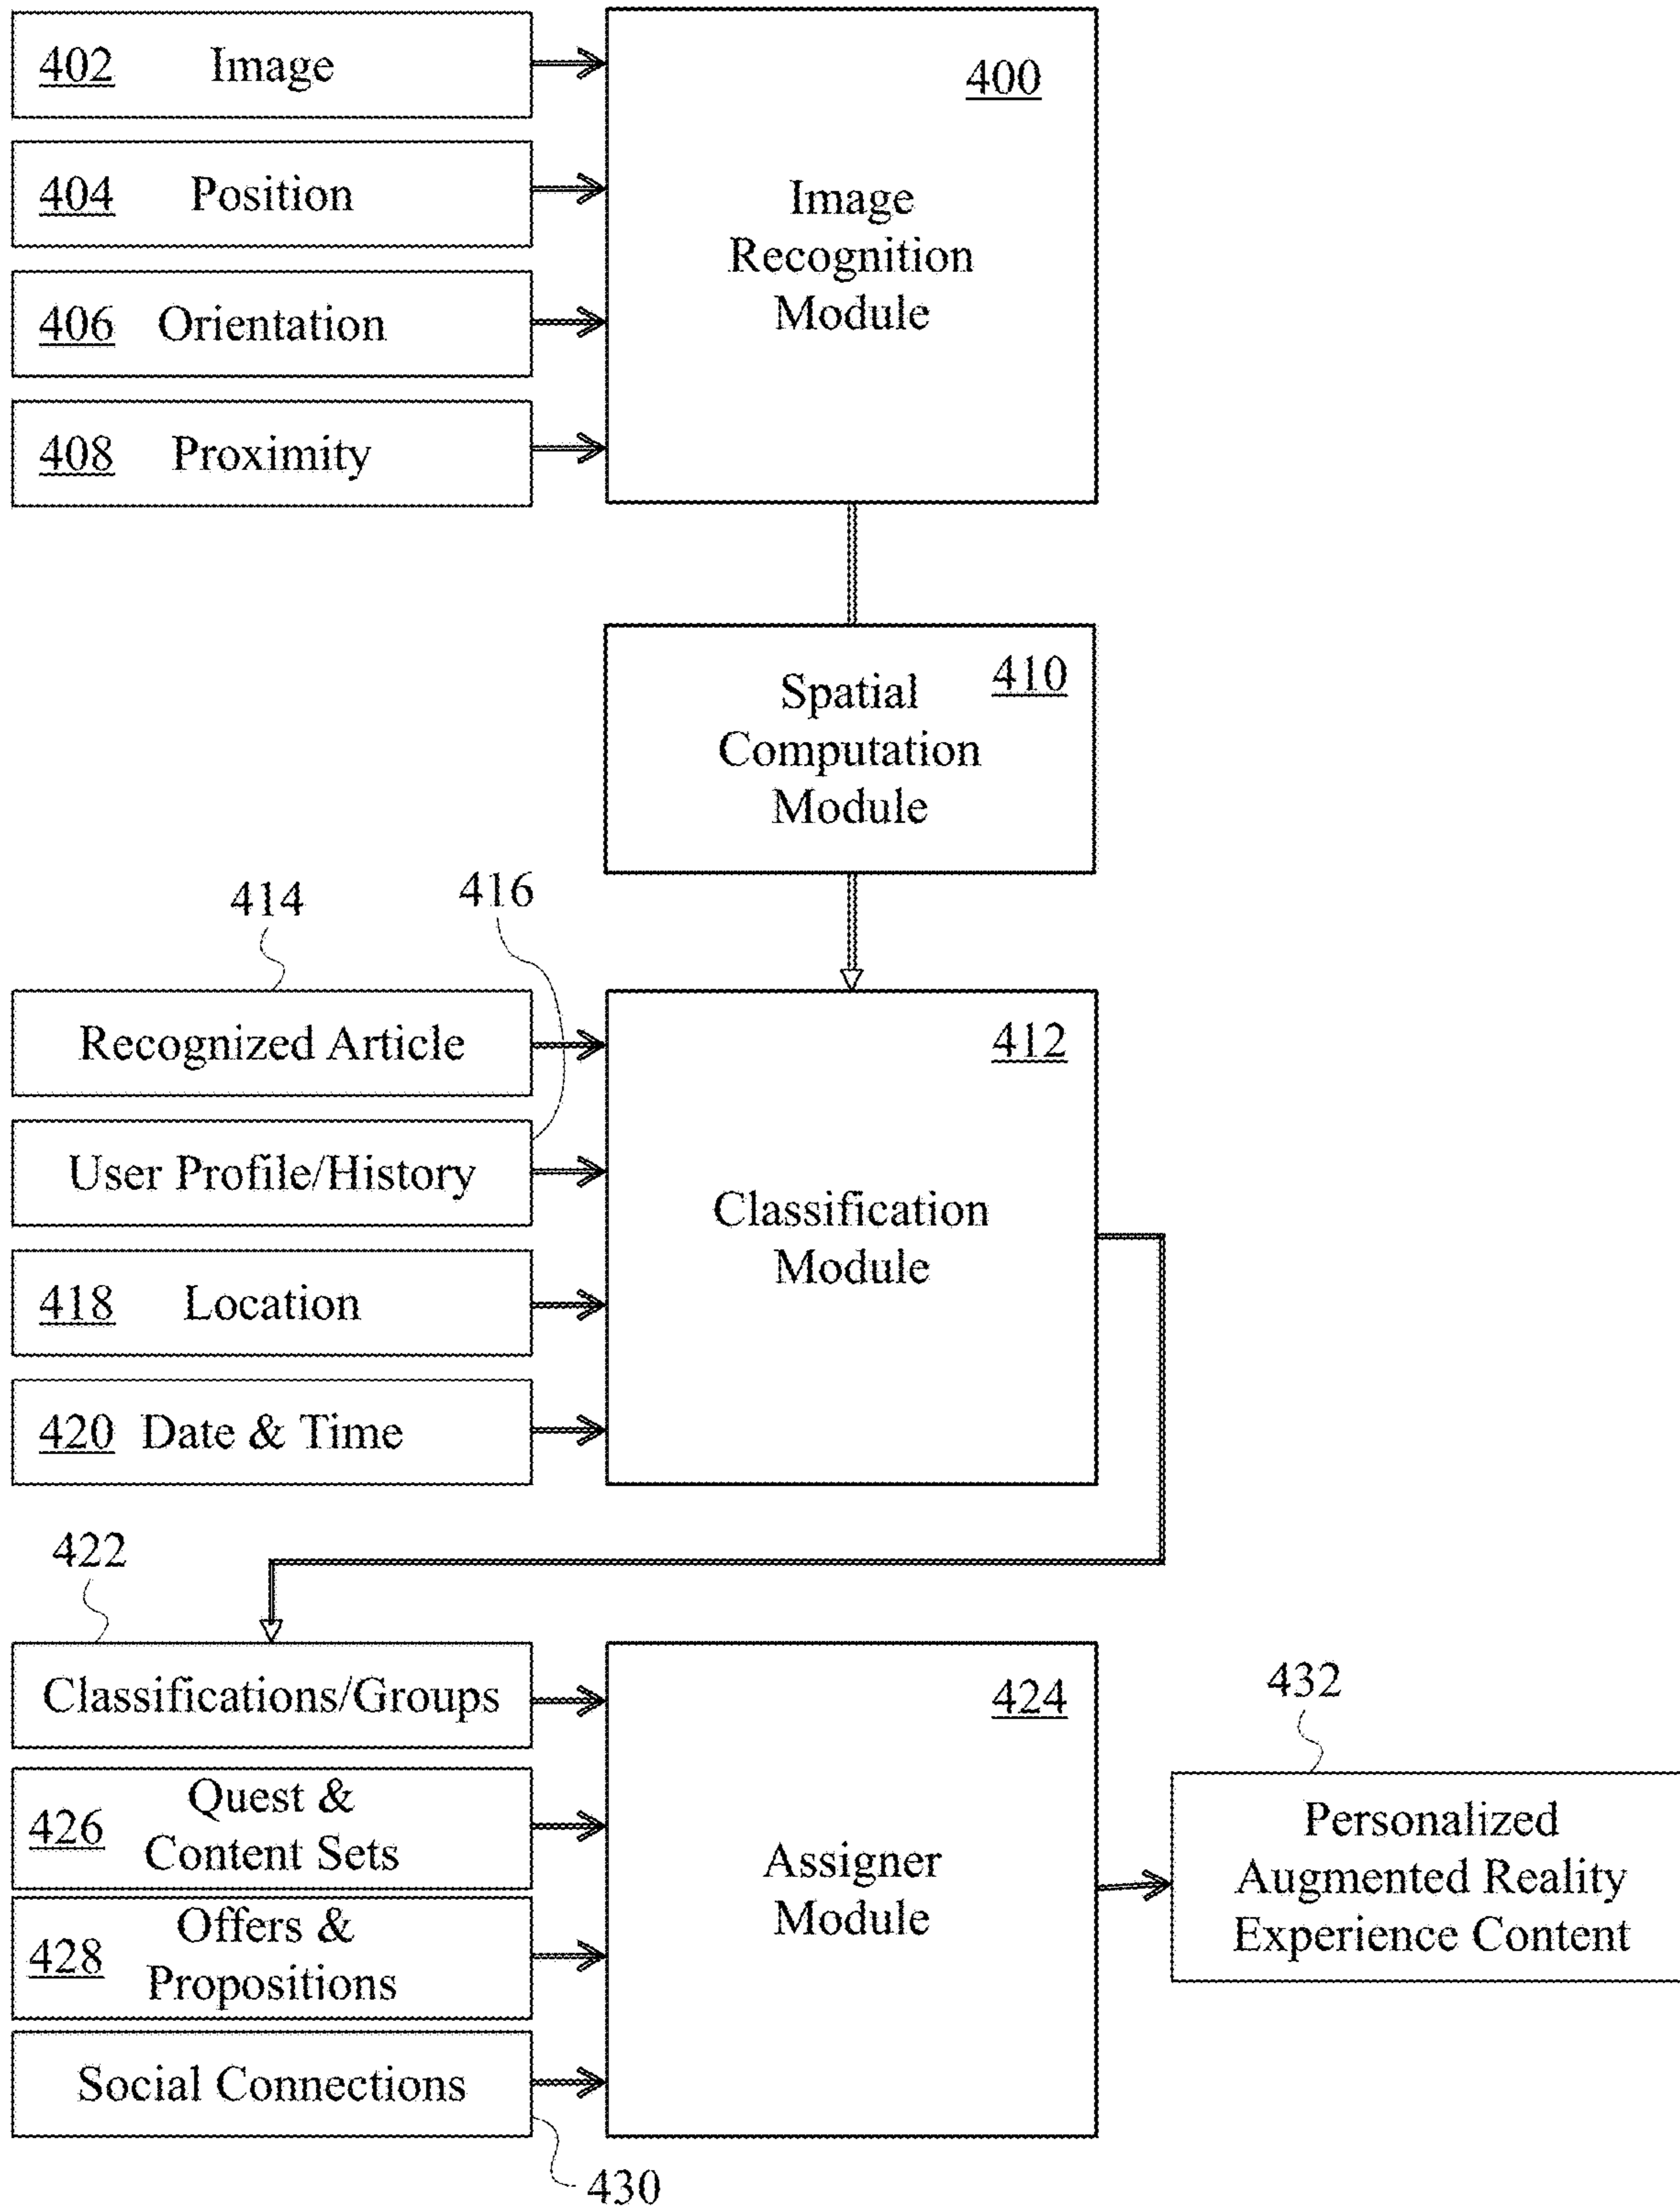 402 Image
404 Position
406 Orientation
408 Proximity
400
Image
Recognition
Module
410
Spatial
Computation
Module
414
416
Recognized Article
User Profile/History
418 Location
420 Date & Time
412
Classification
Module
422
Classifications/Groups
426 Quest &
Content Sets
428 Offers &
Propositions
Social Connections
430
424
Assigner
Module
432
Personalized
Augmented Reality
Experience Content